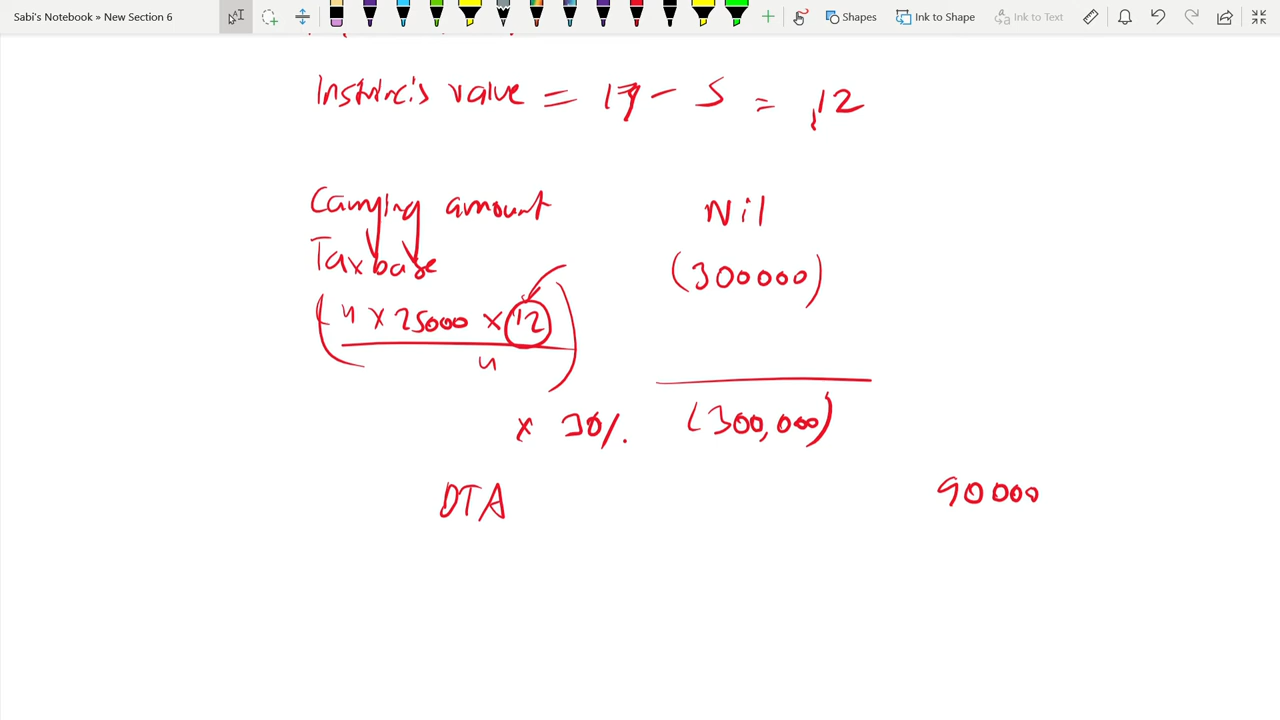 Sabi's Notebook » New Section 6
Shapes
Ink to Shape
Ink to Text
Instrinc's value = 17 - 5 = 12
Carrying amount Nil
Tax base (300000)
(4 × 25000 × 12
4)
× 30% (300,000)
DTA 90000